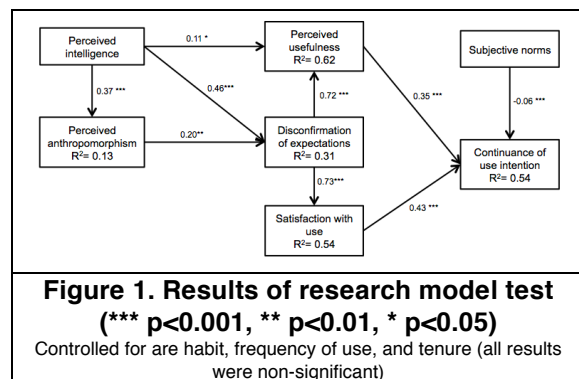 Perceived
intelligence
0.11 *
Perceived
usefulness
R²= 0.62
Subjective norms
0.37 ***
0.46***
0.72 ***
0.35 ***
-0.06 ***
Perceived
anthropomorphism
R²= 0.13
0.20**
Disconfirmation
of expectations
R²= 0.31
Continuance of
use intention
R²= 0.54
0.73***
0.43 ***
Satisfaction with
use
R²= 0.54
Figure 1. Results of research model test
(*** p<0.001, ** p<0.01, * p<0.05)
Controlled for are habit, frequency of use, and tenure (all results
were non-significant)